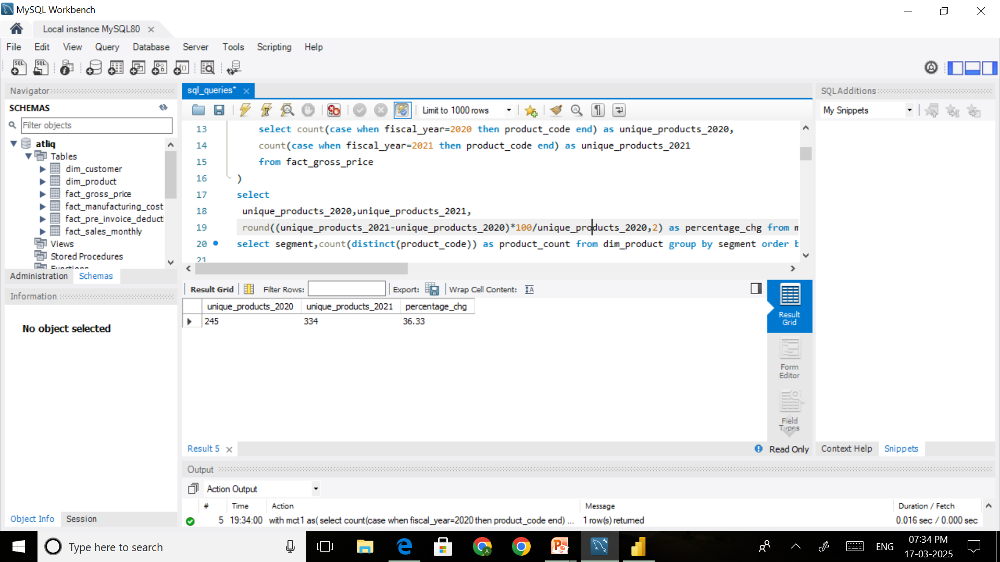 MySQL Workbench
Local instance MySQL80
File Edit View Query Database Server Tools Scripting Help
Navigator
SCHEMAS
Filter objects
atliq
Tables
dim_customer
dim_product
fact_gross_price
fact_manufacturing_cost
fact_pre_invoice_deducti
fact_sales_monthly
Views
Stored Procedures
Functions
Administration Schemas
Information
No object selected
Object Info Session
sql_queries*
Limit to 1000 rows
13 select count(case when fiscal_year=2020 then product_code end) as unique_products_2020,
14 count(case when fiscal_year=2021 then product_code end) as unique_products_2021
15 from fact_gross_price
16 )
17 select
18 unique_products_2020,unique_products_2021,
19 round((unique_products_2021-unique_products_2020)*100/unique_products_2020,2) as percentage_chg from m
20 select segment,count(distinct(product_code)) as product_count from dim_product group by segment order b
21
Result Grid Filter Rows: Export: Wrap Cell Content:
unique_products_2020 unique_products_2021 percentage_chg
245 334 36.33
Result
Grid
Form
Editor
Field
Types
Result 5
Read Only
SQLAdditions
My Snippets
Context Help Snippets
Output
Action Output
# Time Action Message Duration / Fetch
5 19:34:00 with mct1 as( select count(case when fiscal_year=2020 then product_code end) ... 1 row(s) returned 0.016 sec / 0.000 sec
Type here to search
ENG
07:34 PM
17-03-2025